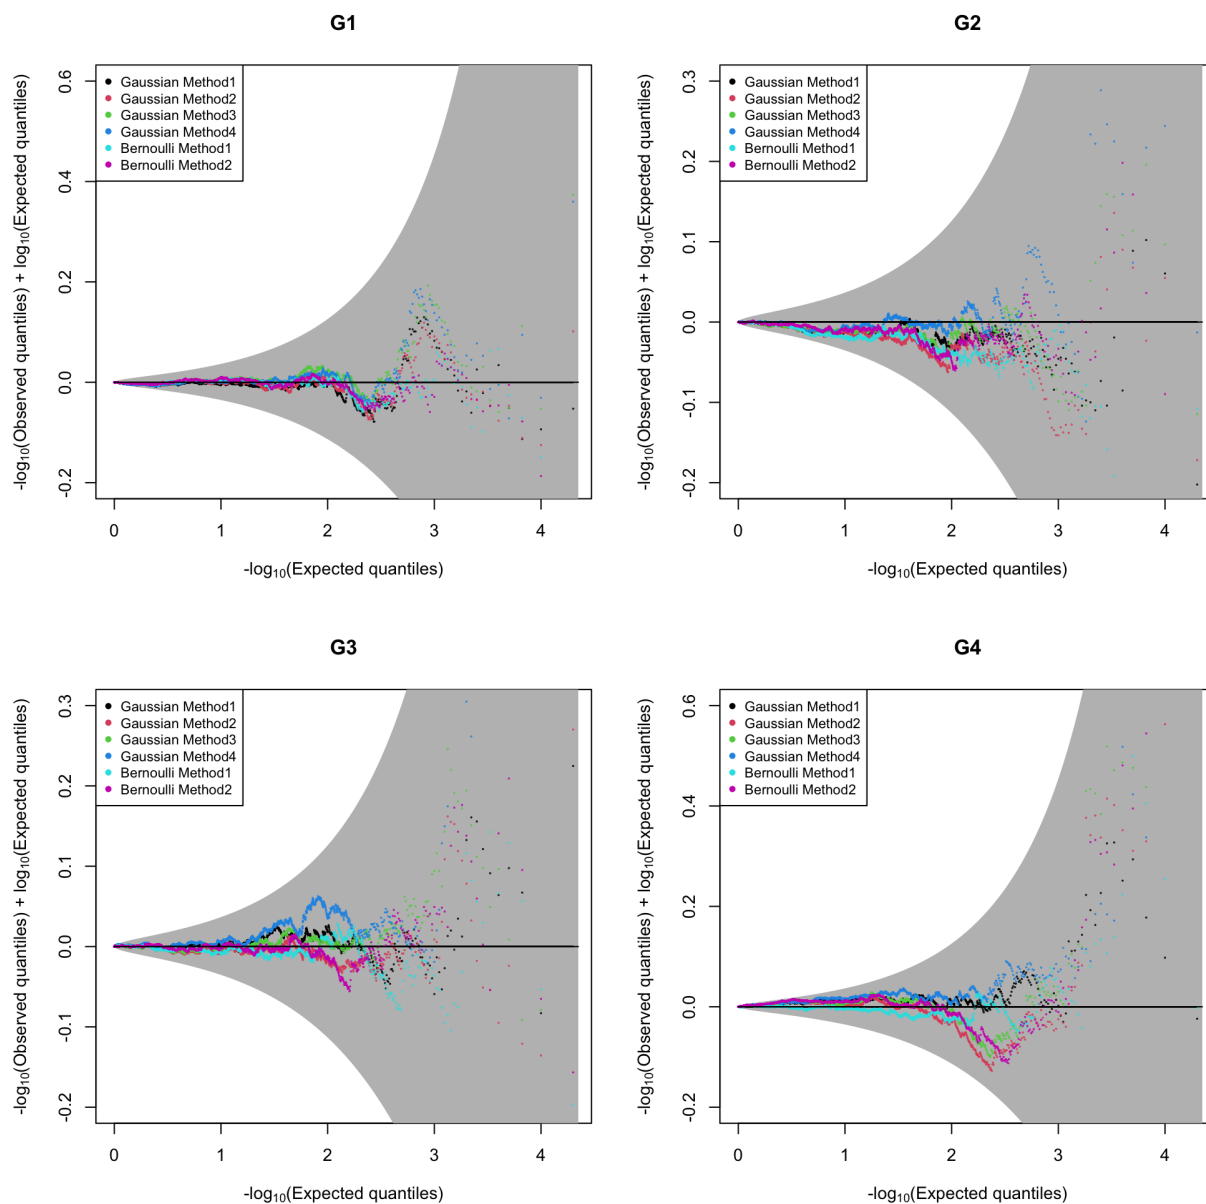 G1
-log10(Observed quantiles) + log10(Expected quantiles)
0.6
0.4
0.2
0.0
-0.2
Gaussian Method1
Gaussian Method2
Gaussian Method3
Gaussian Method4
Bernoulli Method1
Bernoulli Method2
0 1 2 3 4
-log10(Expected quantiles)
G2
-log10(Observed quantiles) + log10(Expected quantiles)
0.3
0.2
0.1
0.0
-0.1
-0.2
Gaussian Method1
Gaussian Method2
Gaussian Method3
Gaussian Method4
Bernoulli Method1
Bernoulli Method2
0 1 2 3 4
-log10(Expected quantiles)
G3
-log10(Observed quantiles) + log10(Expected quantiles)
0.3
0.2
0.1
0.0
-0.1
-0.2
Gaussian Method1
Gaussian Method2
Gaussian Method3
Gaussian Method4
Bernoulli Method1
Bernoulli Method2
0 1 2 3 4
-log10(Expected quantiles)
G4
-log10(Observed quantiles) + log10(Expected quantiles)
0.6
0.4
0.2
0.0
-0.2
Gaussian Method1
Gaussian Method2
Gaussian Method3
Gaussian Method4
Bernoulli Method1
Bernoulli Method2
0 1 2 3 4
-log10(Expected quantiles)